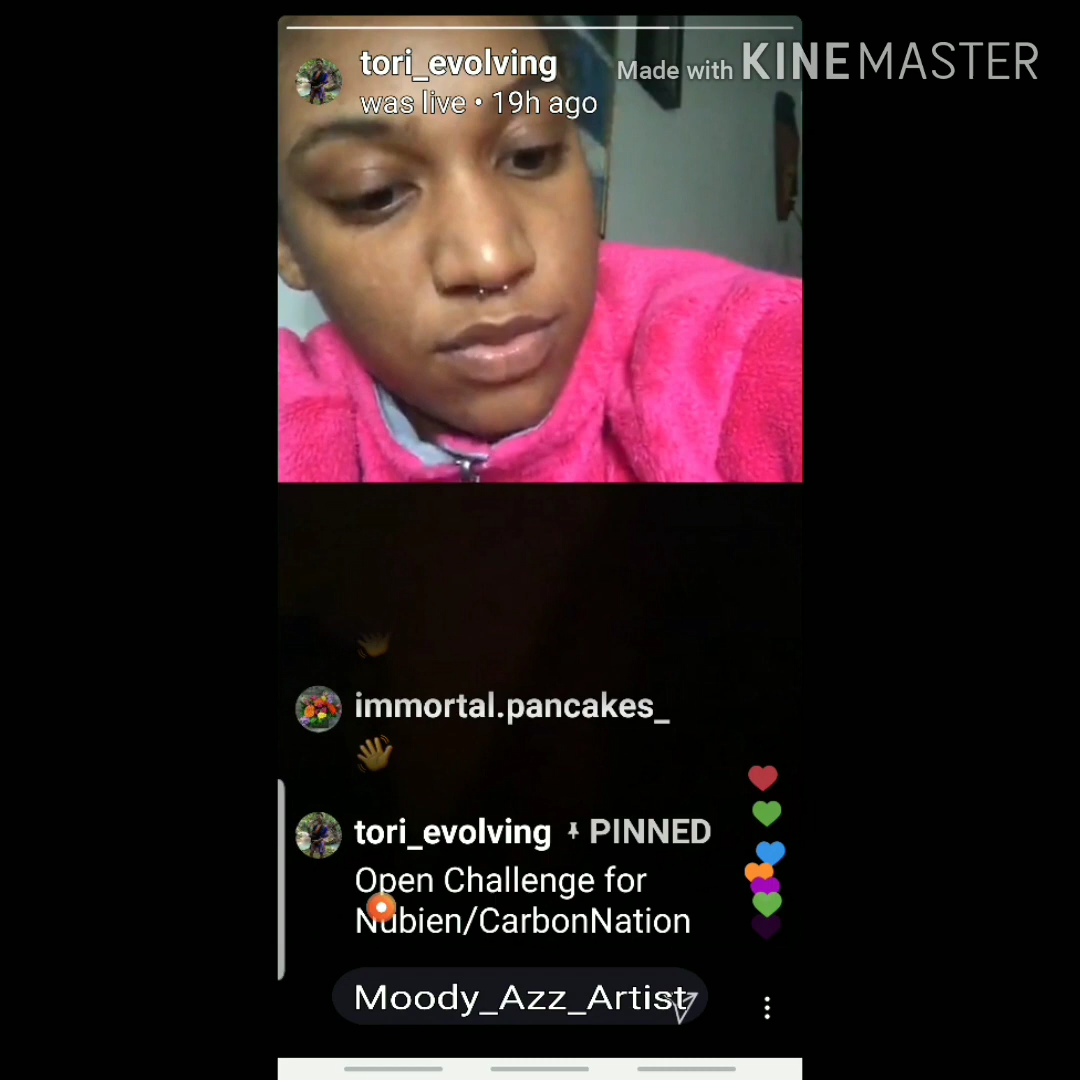 tori_evolving
was live • 19h ago
Made with KINEMASTER
immortal.pancakes_
tori_evolving PINNED
Open Challenge for
Nubien/CarbonNation
Moody_Azz_Artist